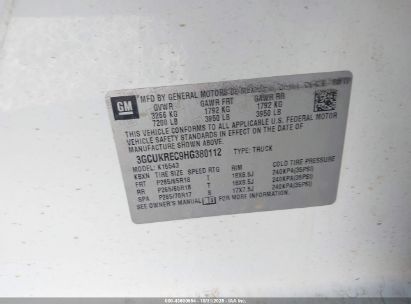 GM
MFD BY GENERAL MOTORS DE MEXICO
GVWR GAWR FRT GAWR RR
3266 KG 1792 KG 1792 KG
7200 LB 3950 LB 3950 LB
THIS VEHICLE CONFORMS TO ALL APPLICABLE U.S. FEDERAL MOTOR
VEHICLE SAFETY STANDARDS IN EFFECT ON THE DATE OF
MANUFACTURE SHOWN ABOVE.
3GCUKREC9HG380112 TYPE: TRUCK
MODEL: K15543
TIRE SIZE SPEED RTG RIM COLD TIRE PRESSURE
FRT P265/65R18 T 18X8.5J 240KPA(35PSI)
RR P265/65R18 T 18X8.5J 240KPA(35PSI)
SPA P265/70R17 S 17X7.5J 240KPA(35PSI)
SEE OWNER'S MANUAL FOR MORE INFORMATION.